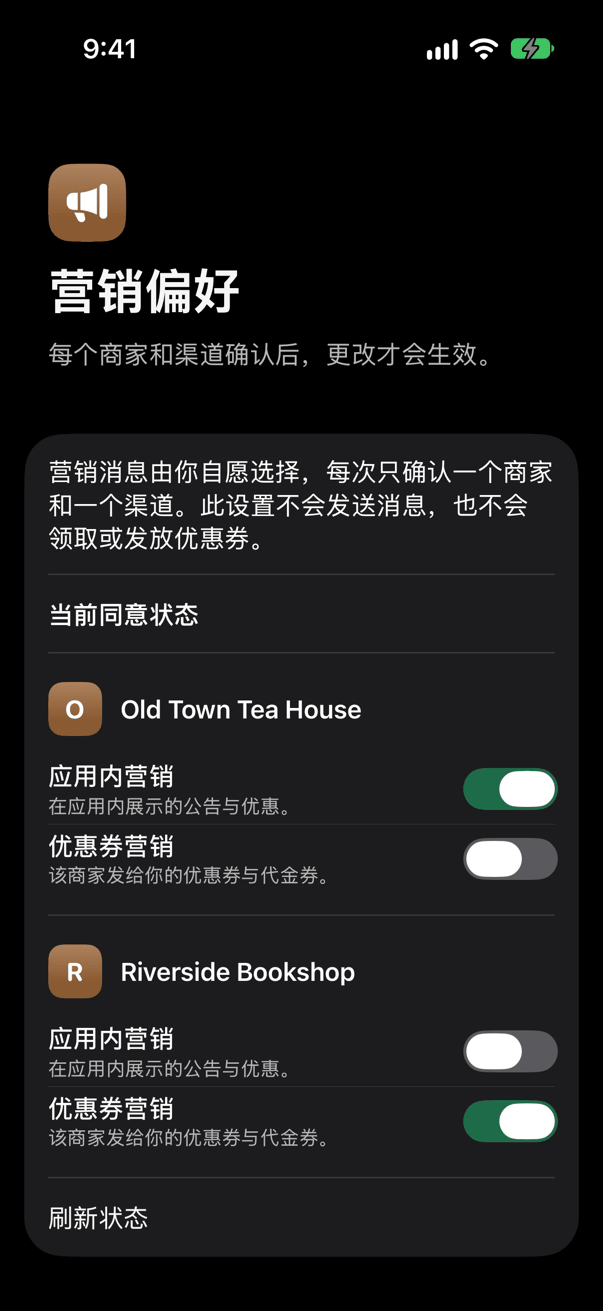 9:41
营销偏好
每个商家和渠道确认后，更改才会生效。
营销消息由你自愿选择，每次只确认一个商家
和一个渠道。此设置不会发送消息，也不会
领取或发放优惠券。
当前同意状态
O
Old Town Tea House
应用内营销
在应用内展示的公告与优惠。
优惠券营销
该商家发给你的优惠券与代金券。
R
Riverside Bookshop
应用内营销
在应用内展示的公告与优惠。
优惠券营销
该商家发给你的优惠券与代金券。
刷新状态